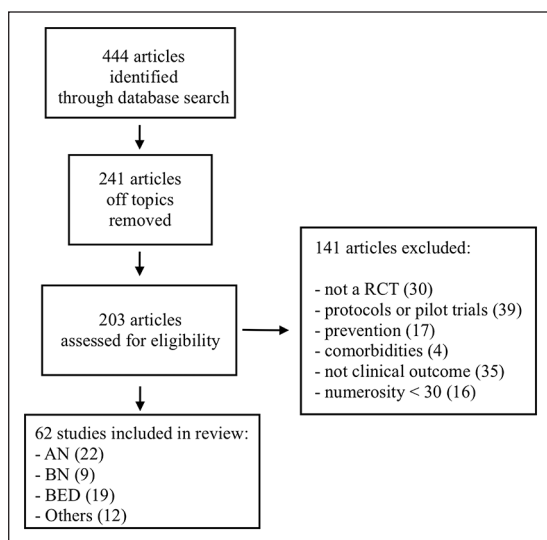 444 articles
identified
through database search
241 articles
off topics
removed
203 articles
assessed for eligibility
141 articles excluded:
- not a RCT (30)
- protocols or pilot trials (39)
- prevention (17)
- comorbidities (4)
- not clinical outcome (35)
- numerosity < 30 (16)
62 studies included in review:
- AN (22)
- BN (9)
- BED (19)
- Others (12)